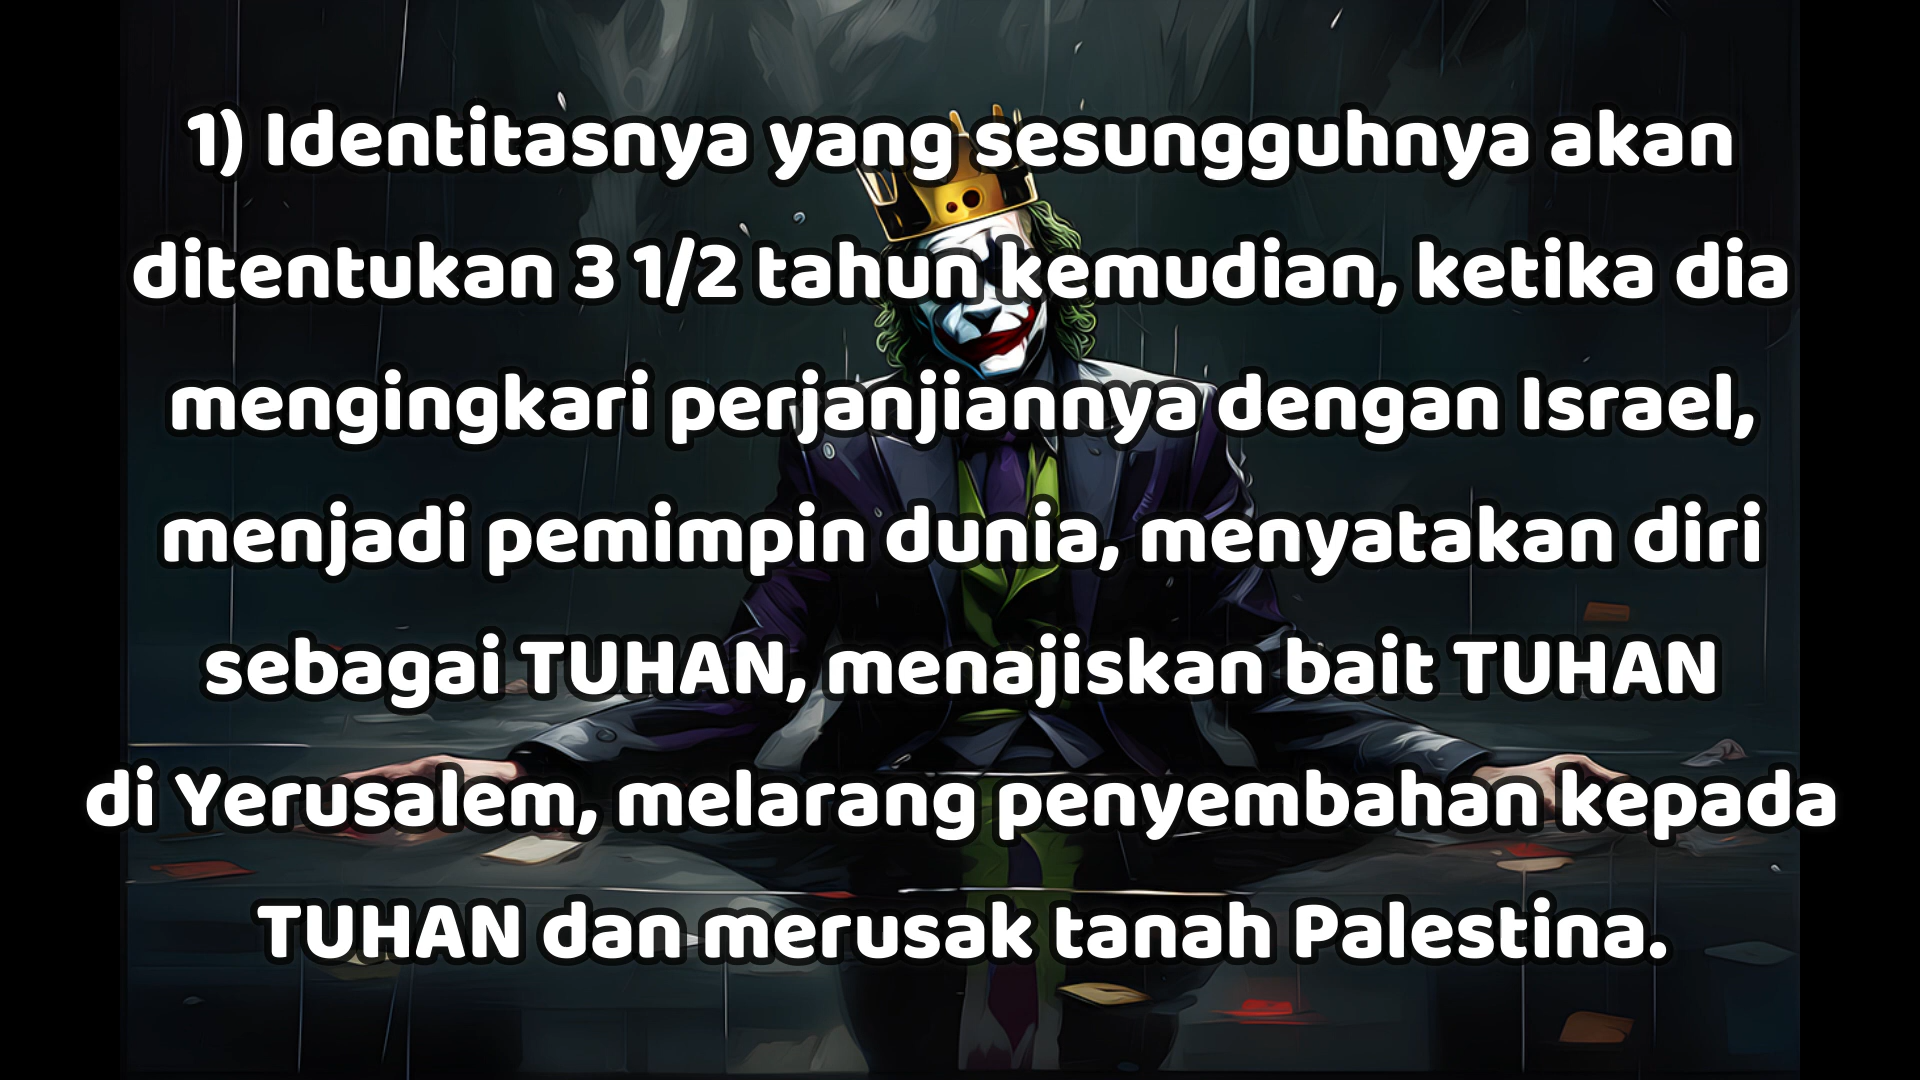 1) Identitasnya yang sesungguhnya akan
ditentukan 3 1/2 tahun kemudian, ketika dia
mengingkari perjanjiannya dengan Israel,
menjadi pemimpin dunia, menyatakan diri
sebagai TUHAN, menajiskan bait TUHAN
di Yerusalem, melarang penyembahan kepada
TUHAN dan merusak tanah Palestina.